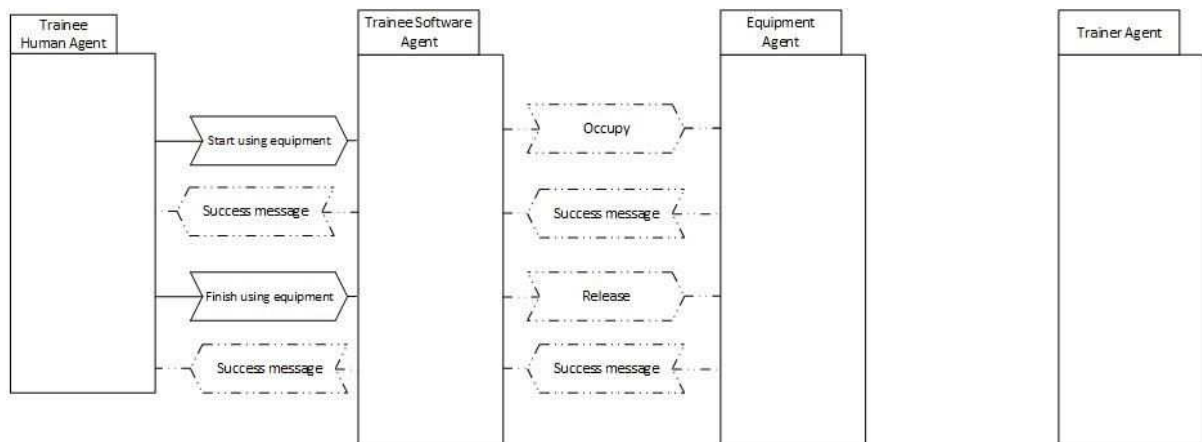 Trainee
Human Agent
Trainee Software
Agent
Equipment
Agent
Trainer Agent
Start using equipment
Occupy
Success message
Success message
Finish using equipment
Release
Success message
Success message